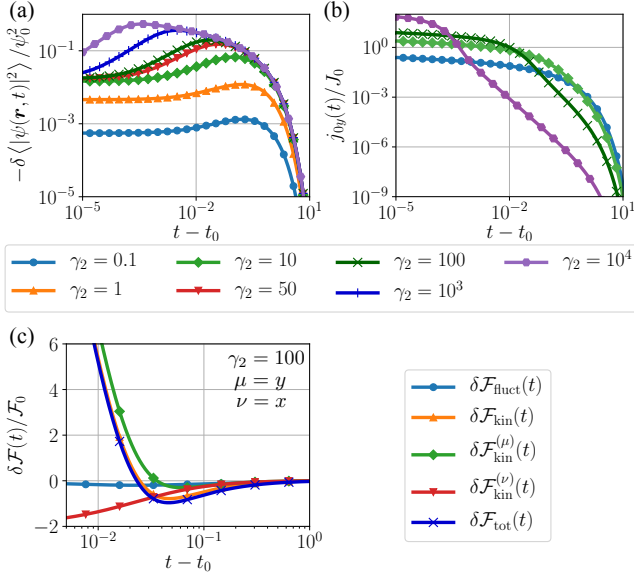 (a)
(b)
−δ⟨|ψ(r, t)|²⟩/ψ₀²
10⁻¹
10⁻³
10⁻⁵
10⁻⁵ 10⁻² 10¹
t − t₀
j₀y(t)/J₀
10⁰
10⁻³
10⁻⁶
10⁻⁹
10⁻⁵ 10⁻² 10¹
t − t₀
γ₂ = 0.1 γ₂ = 10 γ₂ = 100 γ₂ = 10⁴
γ₂ = 1 γ₂ = 50 γ₂ = 10³
(c)
δℱ(t)/ℱ₀
6
4
2
0
−2
γ₂ = 100
μ = y
ν = x
10⁻² 10⁻¹ 10⁰
t − t₀
δℱ_fluct(t)
δℱ_kin(t)
δℱ_kin^(μ)(t)
δℱ_kin^(ν)(t)
δℱ_tot(t)